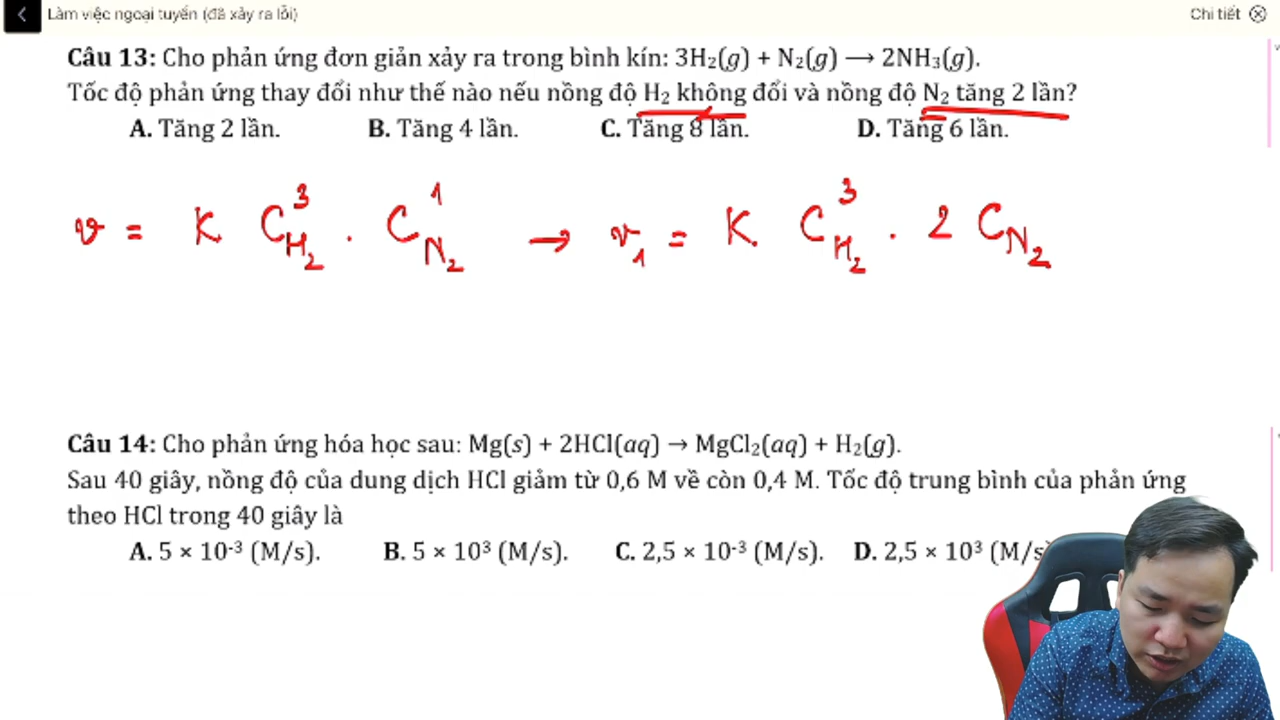 Làm việc ngoại tuyến (đã xảy ra lỗi) Chi tiết
Câu 13: Cho phản ứng đơn giản xảy ra trong bình kín: 3H₂(g) + N₂(g) ⟶ 2NH₃(g).
Tốc độ phản ứng thay đổi như thế nào nếu nồng độ H₂ không đổi và nồng độ N₂ tăng 2 lần?
A. Tăng 2 lần. B. Tăng 4 lần. C. Tăng 8 lần. D. Tăng 6 lần.
v = K C³H₂ . C¹N₂ → v₁ = K C³H₂ . 2 CN₂
Câu 14: Cho phản ứng hóa học sau: Mg(s) + 2HCl(aq) → MgCl₂(aq) + H₂(g).
Sau 40 giây, nồng độ của dung dịch HCl giảm từ 0,6 M về còn 0,4 M. Tốc độ trung bình của phản ứng
theo HCl trong 40 giây là
A. 5 × 10⁻³ (M/s). B. 5 × 10³ (M/s). C. 2,5 × 10⁻³ (M/s). D. 2,5 × 10³ (M/s